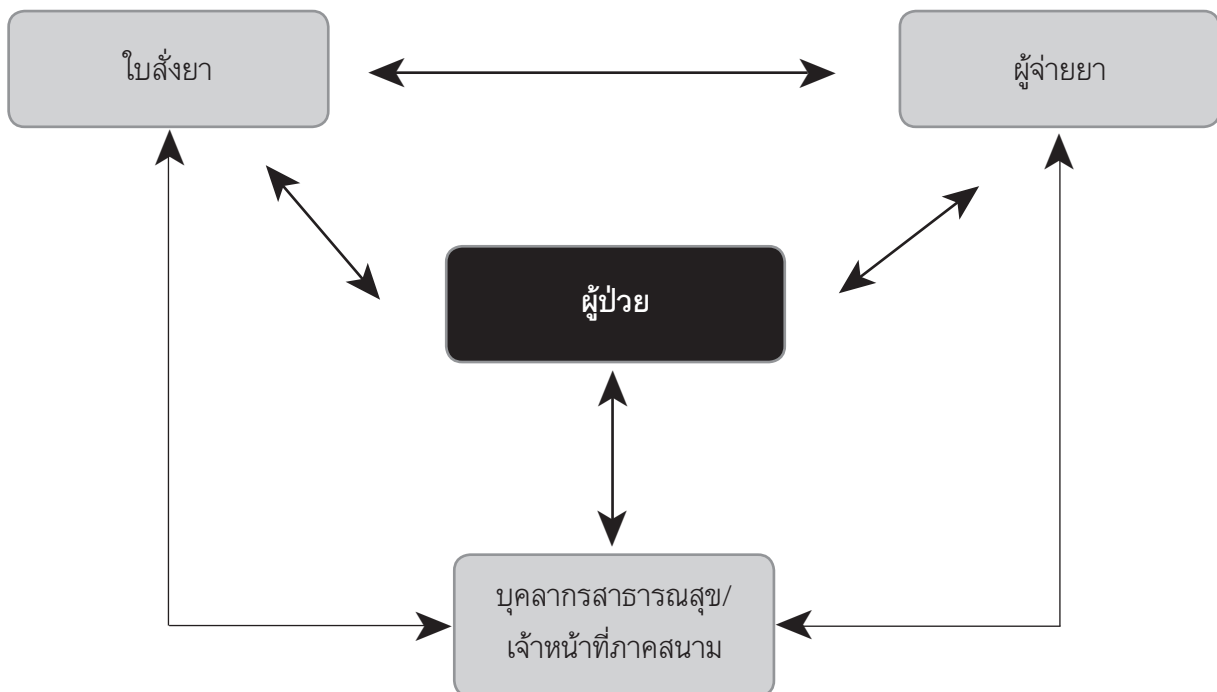 ใบสั่งยา
ผู้จ่ายยา
ผู้ป่วย
บุคลากรสาธารณสุข/
เจ้าหน้าที่ภาคสนาม